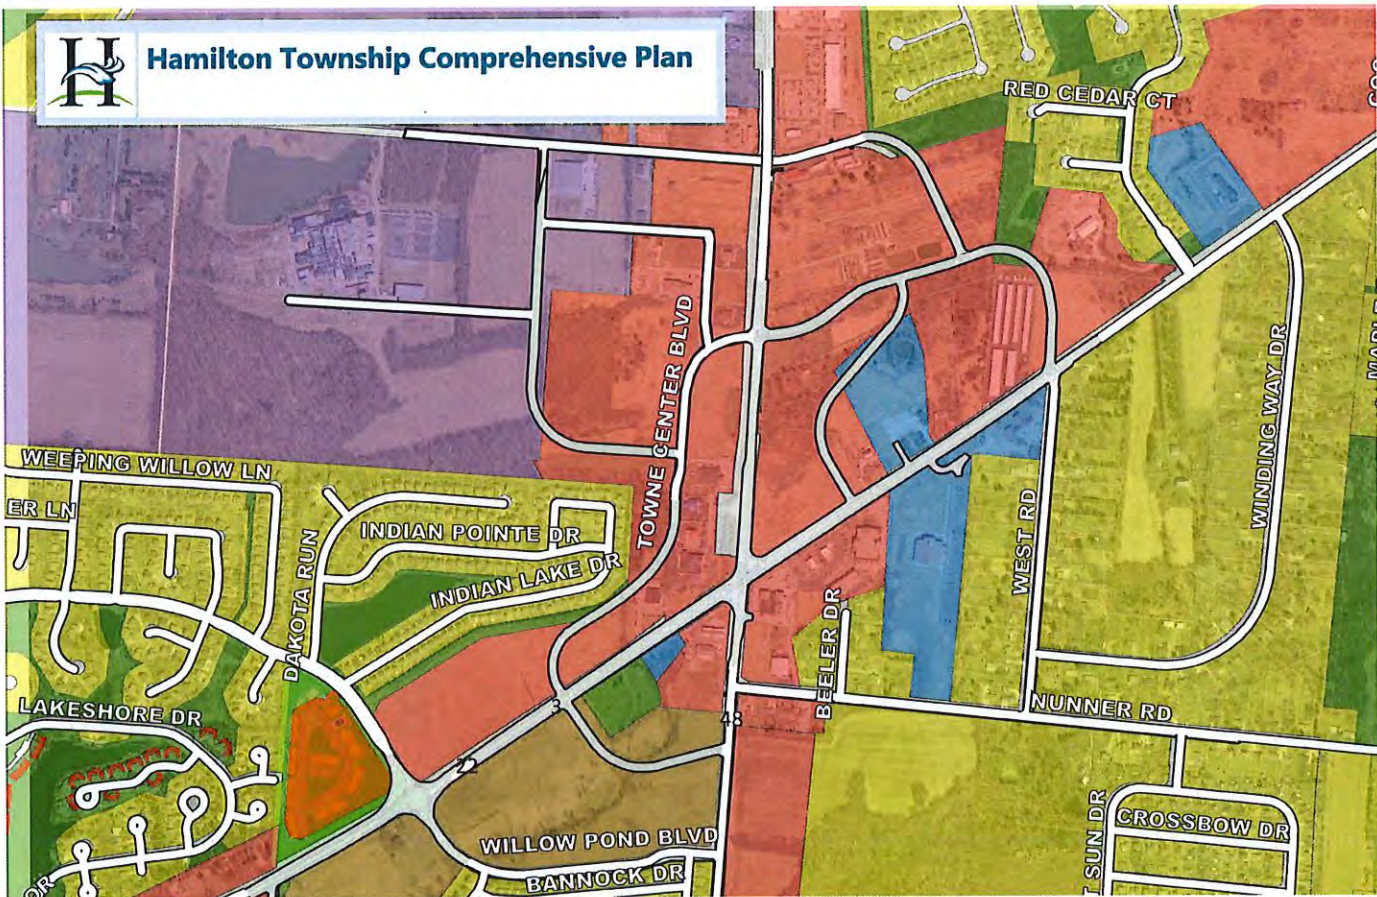 H
Hamilton Township Comprehensive Plan
RED CEDAR CT
TOWNE CENTER BLVD
WINDING WAY DR
WEEPING WILLOW LN
ER LN
INDIAN POINTE DR
INDIAN LAKE DR
DAKOTA RUN
WEST RD
BEELER DR
LAKESHORE DR
3
48
NUNNER RD
22
WILLOW POND BLVD
BANNOCK DR
CROSSBOW DR
T SUN DR
OR